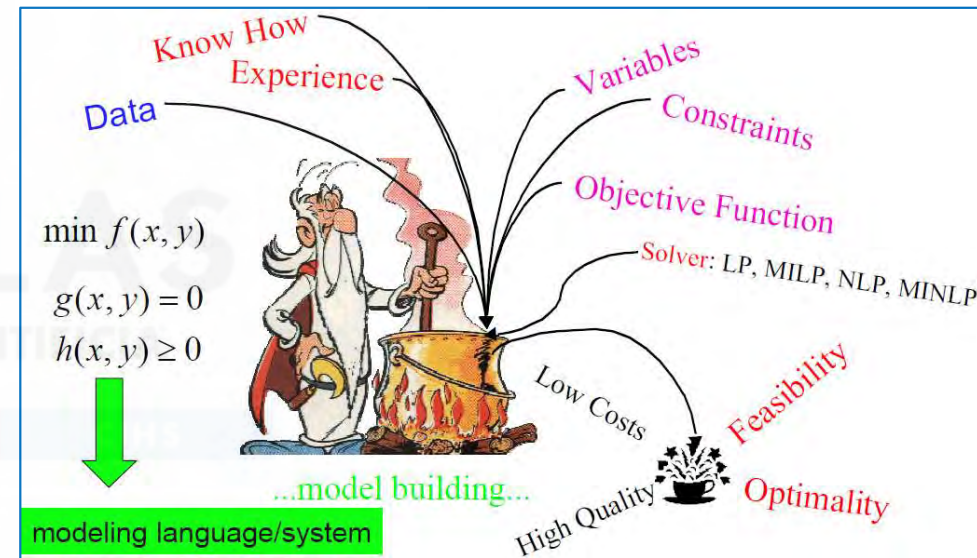 Know How
Experience
Data
Variables
Constraints
Objective Function
Solver: LP, MILP, NLP, MINLP
min f(x, y)
g(x, y) = 0
h(x, y) ≥ 0
Low Costs
Feasibility
High Quality
Optimality
...model building...
modeling language/system